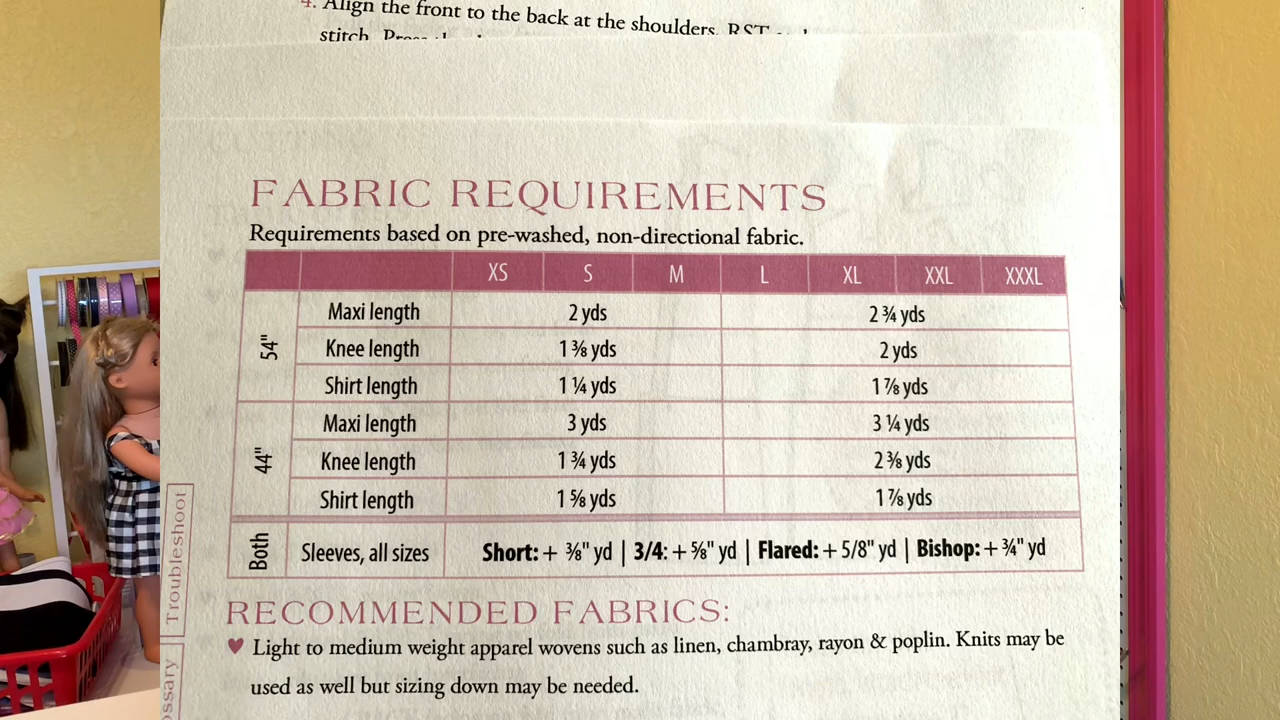 4. Align the front to the back at the shoulders, RST
stitch.
FABRIC REQUIREMENTS
Requirements based on pre-washed, non-directional fabric.
XS S M L XL XXL XXXL
54"
Maxi length 2 yds 2 ¾ yds
Knee length 1 ⅜ yds 2 yds
Shirt length 1 ¼ yds 1 ⅞ yds
44"
Maxi length 3 yds 3 ¼ yds
Knee length 1 ¾ yds 2 ⅜ yds
Shirt length 1 ⅝ yds 1 ⅞ yds
Both
Sleeves, all sizes Short: + ⅜" yd | 3/4: + ⅝" yd | Flared: + 5/8" yd | Bishop: + ¾" yd
RECOMMENDED FABRICS:
♥ Light to medium weight apparel wovens such as linen, chambray, rayon & poplin. Knits may be
used as well but sizing down may be needed.
Troubleshoot